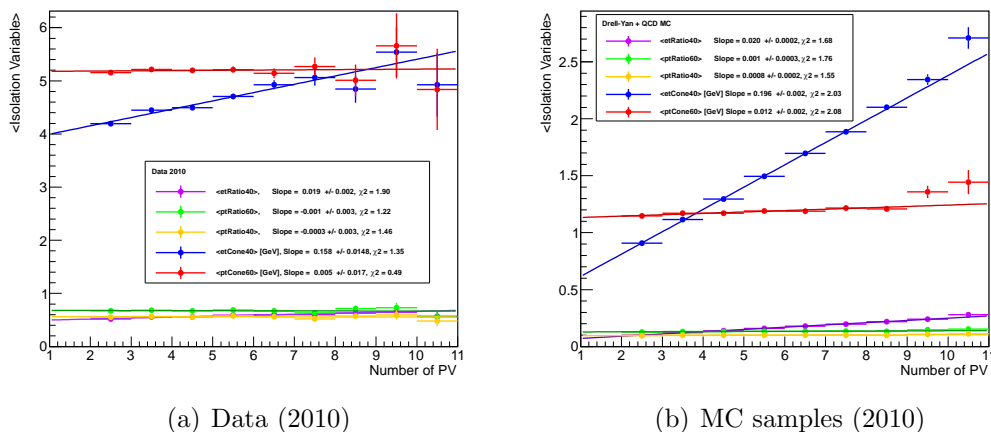 <Isolation Variable>
6
5
4
3
2
1
0
Data 2010
<etRatio40>, Slope = 0.019 +/- 0.002, χ2 = 1.90
<ptRatio60>, Slope = -0.001 +/- 0.003, χ2 = 1.22
<ptRatio40>, Slope = -0.0003 +/- 0.003, χ2 = 1.46
<etCone40> [GeV], Slope = 0.158 +/- 0.0148, χ2 = 1.35
<ptCone60> [GeV], Slope = 0.005 +/- 0.017, χ2 = 0.49
1 2 3 4 5 6 7 8 9 10 11
Number of PV
(a) Data (2010)
<Isolation Variable>
2.5
2
1.5
1
0.5
0
Drell-Yan + QCD MC
<etRatio40> Slope = 0.020 +/- 0.0002, χ2 = 1.68
<ptRatio60> Slope = 0.001 +/- 0.0003, χ2 = 1.76
<ptRatio40> Slope = 0.0008 +/- 0.0002, χ2 = 1.55
<etCone40> [GeV] Slope = 0.196 +/- 0.002, χ2 = 2.03
<ptCone60> [GeV] Slope = 0.012 +/- 0.002, χ2 = 2.08
1 2 3 4 5 6 7 8 9 10 11
Number of PV
(b) MC samples (2010)